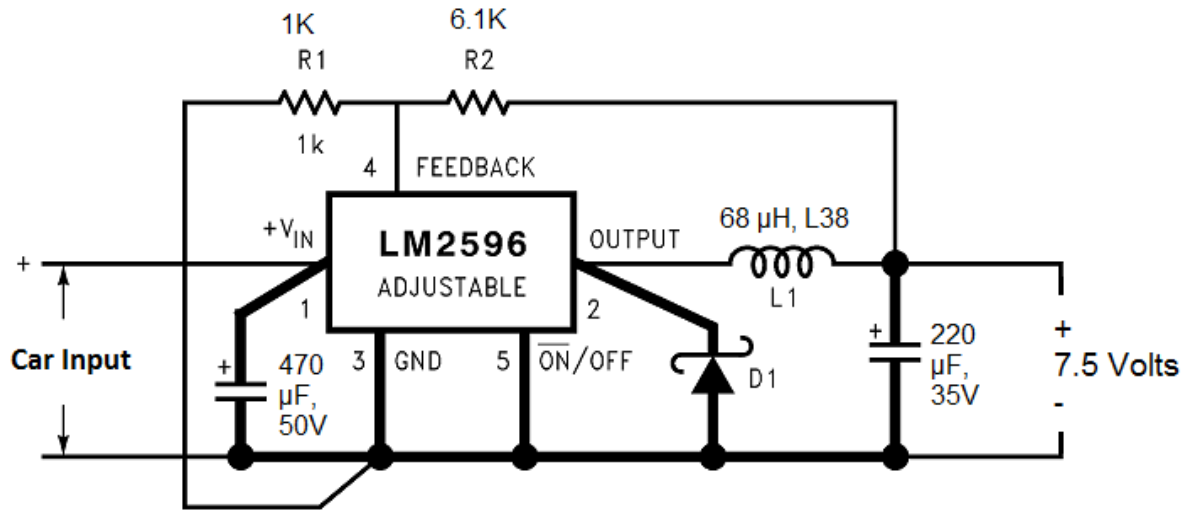 1K
R1
1k
6.1K
R2
4 FEEDBACK
+VIN
LM2596
ADJUSTABLE
OUTPUT
68 µH, L38
L1
+
1
2
Car Input
+
470
µF,
50V
3 GND
5 ON/OFF
D1
+
220
µF,
35V
+
7.5 Volts
-